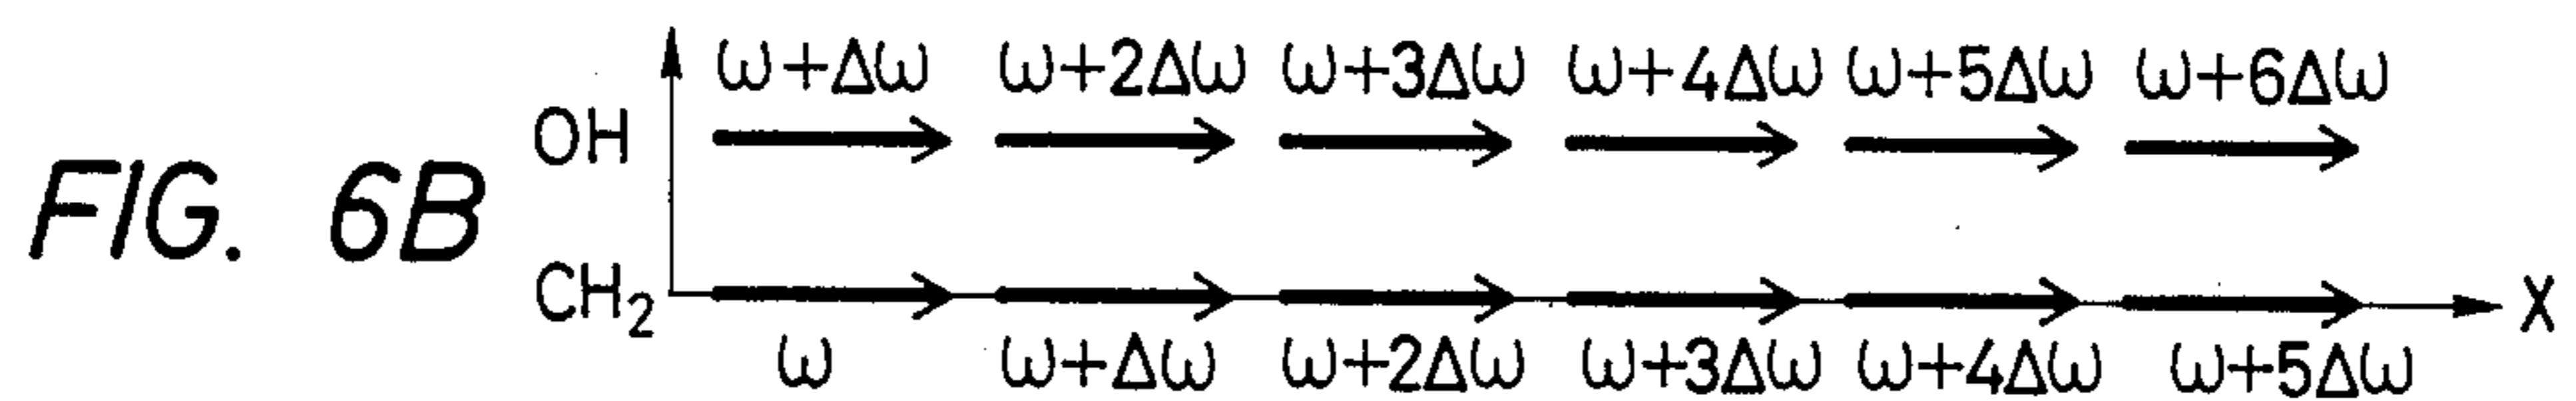 ω+Δω ω+2Δω ω+3Δω ω+4Δω ω+5Δω ω+6Δω
OH
FIG. 6B
CH₂ X
ω ω+Δω ω+2Δω ω+3Δω ω+4Δω ω+5Δω